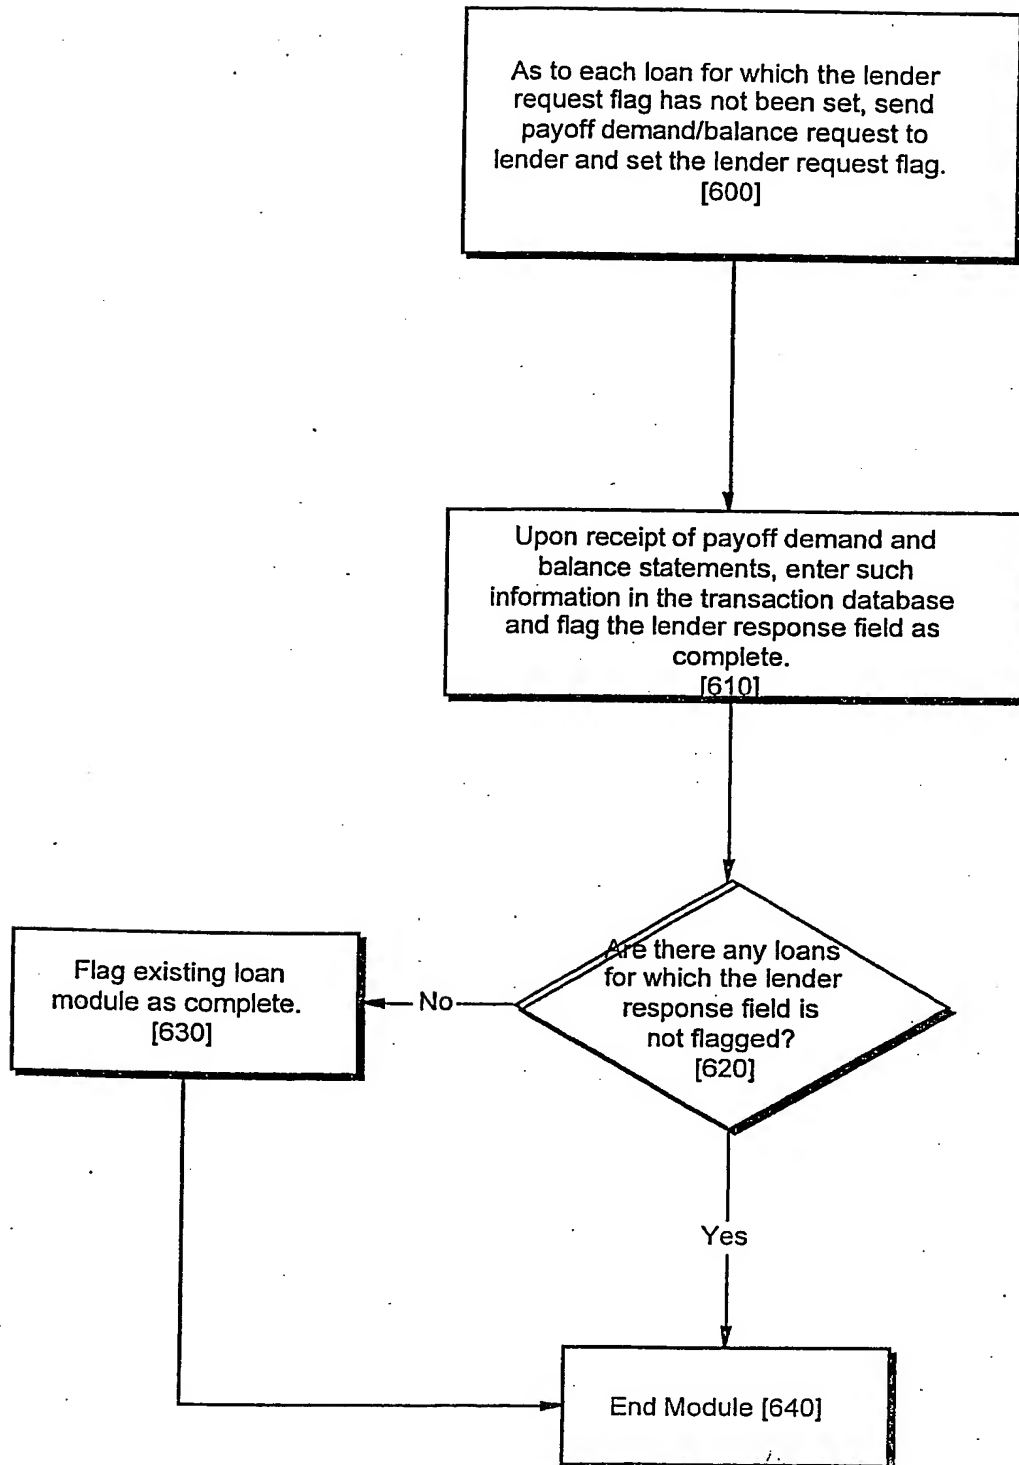 As to each loan for which the lender
request flag has not been set, send
payoff demand/balance request to
lender and set the lender request flag.
[600]
Upon receipt of payoff demand and
balance statements, enter such
information in the transaction database
and flag the lender response field as
complete.
[610]
Are there any loans
for which the lender
response field is
not flagged?
[620]
No
Flag existing loan
module as complete.
[630]
Yes
End Module [640]